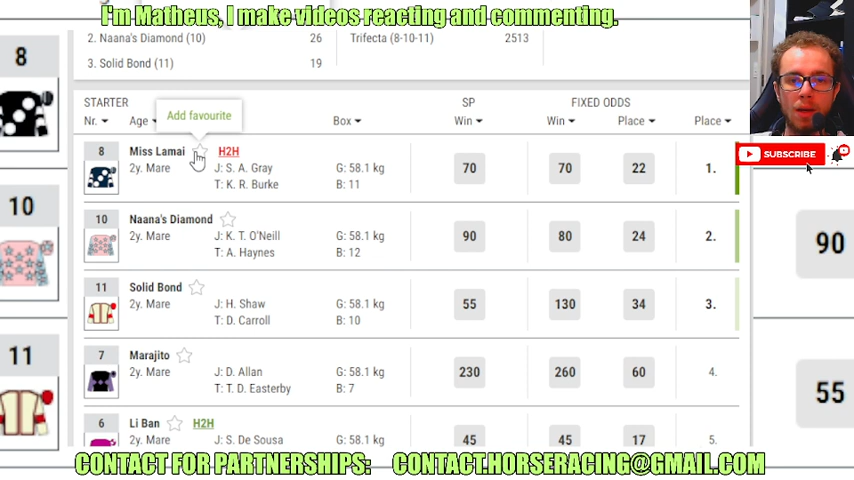 I'm Matheus, I make videos reacting and commenting.
2. Naana's Diamond (10) 26 Trifecta (8-10-11) 2513
3. Solid Bond (11) 19
8
STARTER SP FIXED ODDS
Add favourite
Nr. Age Box Win Win Place Place
8 Miss Lamai H2H
2y. Mare J: S. A. Gray G: 58.1 kg 70 70 22 1.
T: K. R. Burke B: 11
SUBSCRIBE
10
10 Naana's Diamond
2y. Mare J: K. T. O'Neill G: 58.1 kg 90 80 24 2.
T: A. Haynes B: 12
90
11 Solid Bond
2y. Mare J: H. Shaw G: 58.1 kg 55 130 34 3.
T: D. Carroll B: 10
11
7 Marajito
2y. Mare J: D. Allan G: 58.1 kg 230 260 60 4.
T: T. D. Easterby B: 7
55
6 Li Ban H2H
2y. Mare J: S. De Sousa G: 58.1 kg 45 45 17 5.
CONTACT FOR PARTNERSHIPS: CONTACT.HORSERACING@GMAIL.COM